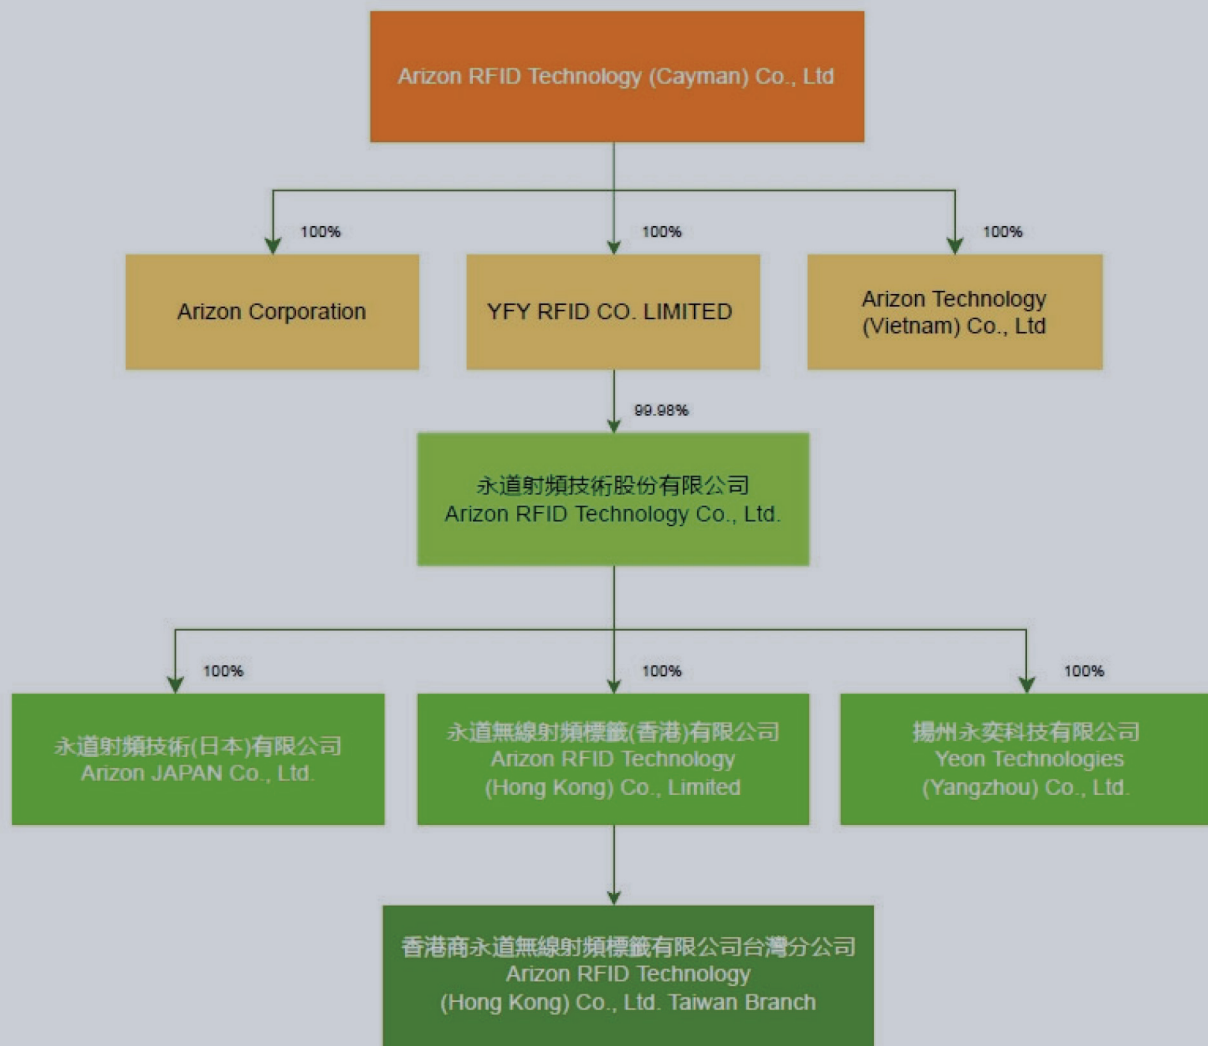 Arizon RFID Technology (Cayman) Co., Ltd
100%
100%
100%
Arizon Corporation
YFY RFID CO. LIMITED
Arizon Technology
(Vietnam) Co., Ltd
99.98%
永道射頻技術股份有限公司
Arizon RFID Technology Co., Ltd.
100%
100%
100%
永道射頻技術(日本)有限公司
Arizon JAPAN Co., Ltd.
永道無線射頻標籤(香港)有限公司
Arizon RFID Technology
(Hong Kong) Co., Limited
揚州永奕科技有限公司
Yeon Technologies
(Yangzhou) Co., Ltd.
香港商永道無線射頻標籤有限公司台灣分公司
Arizon RFID Technology
(Hong Kong) Co., Ltd. Taiwan Branch